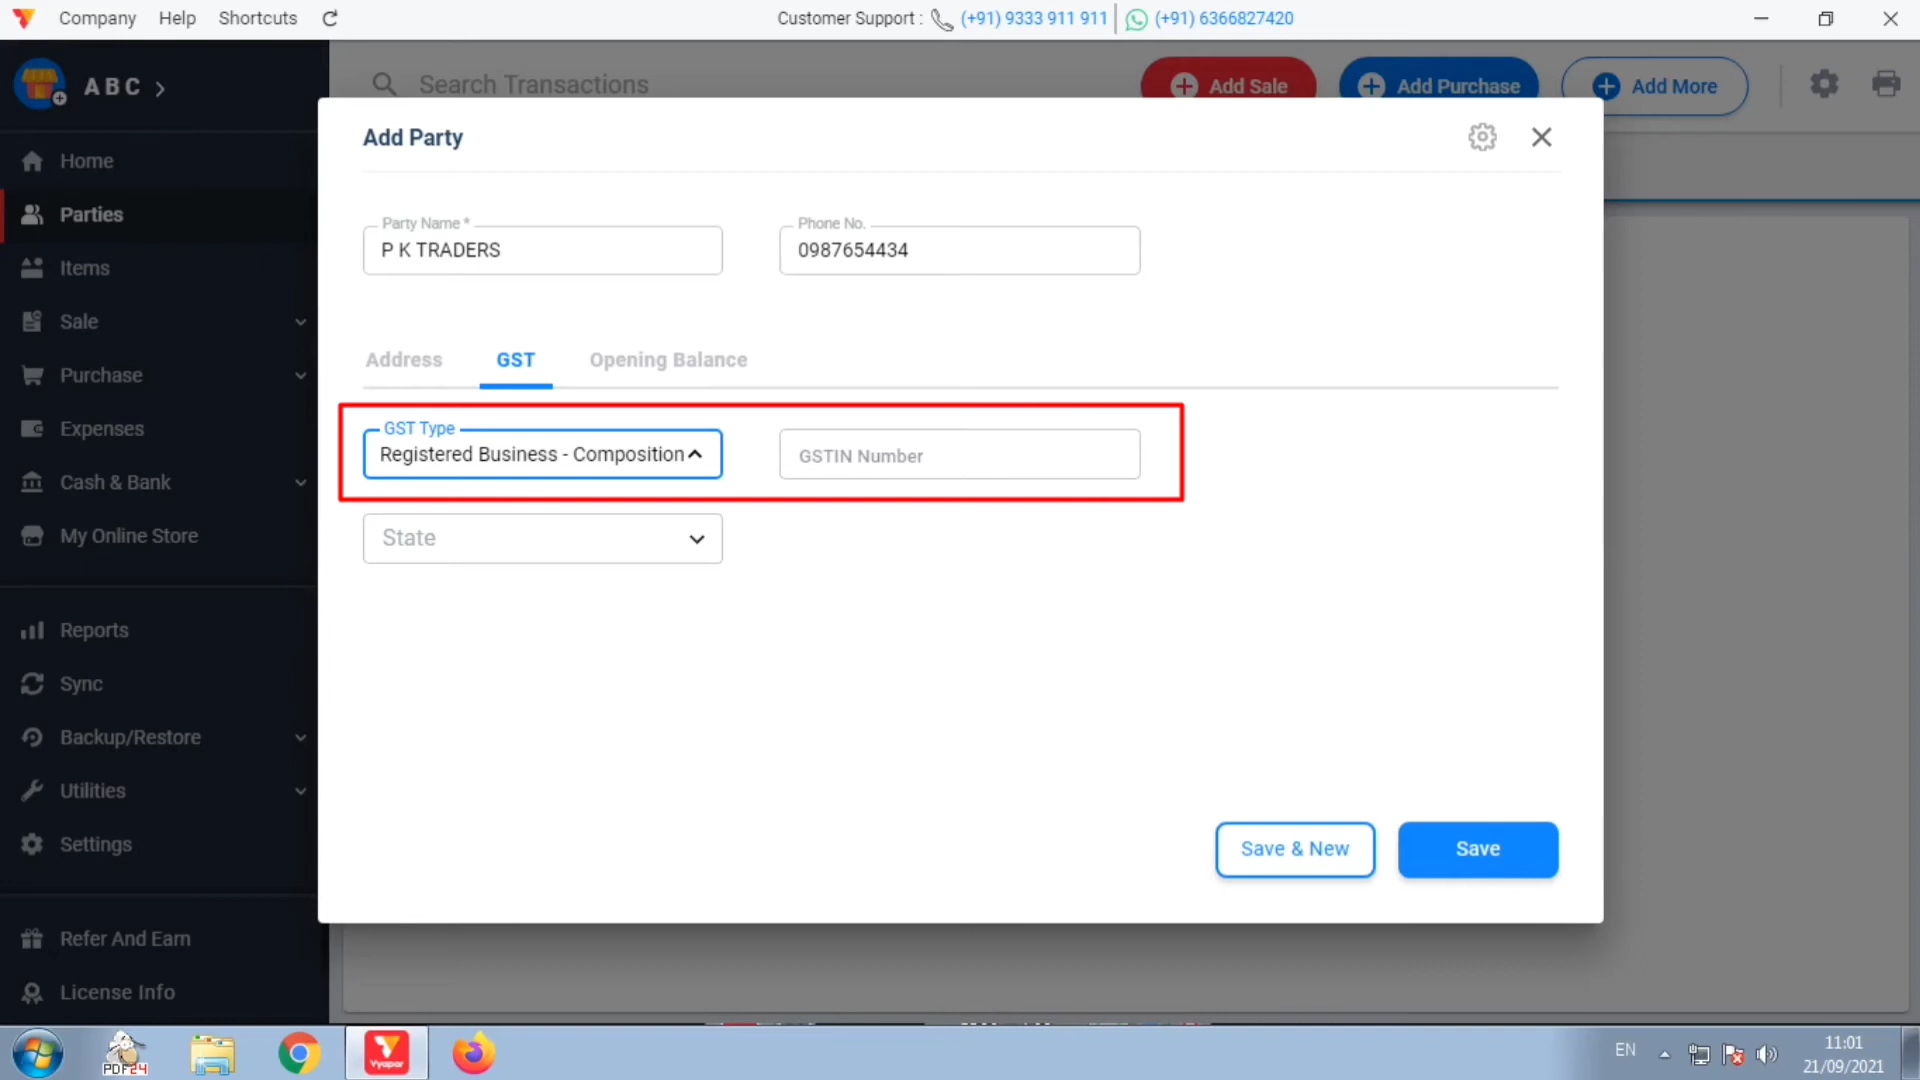 Company Help Shortcuts
Customer Support : (+91) 9333 911 911 (+91) 6366827420
A B C
Search Transactions
Add Sale
Add Purchase
Add More
Home
Parties
Items
Sale
Purchase
Expenses
Cash & Bank
My Online Store
Reports
Sync
Backup/Restore
Utilities
Settings
Refer And Earn
License Info
Add Party
Party Name *
P K TRADERS
Phone No.
0987654434
Address GST Opening Balance
GST Type
Registered Business - Composition
GSTIN Number
State
Save & New
Save
PDF24
Vyapar
EN
11:01
21/09/2021